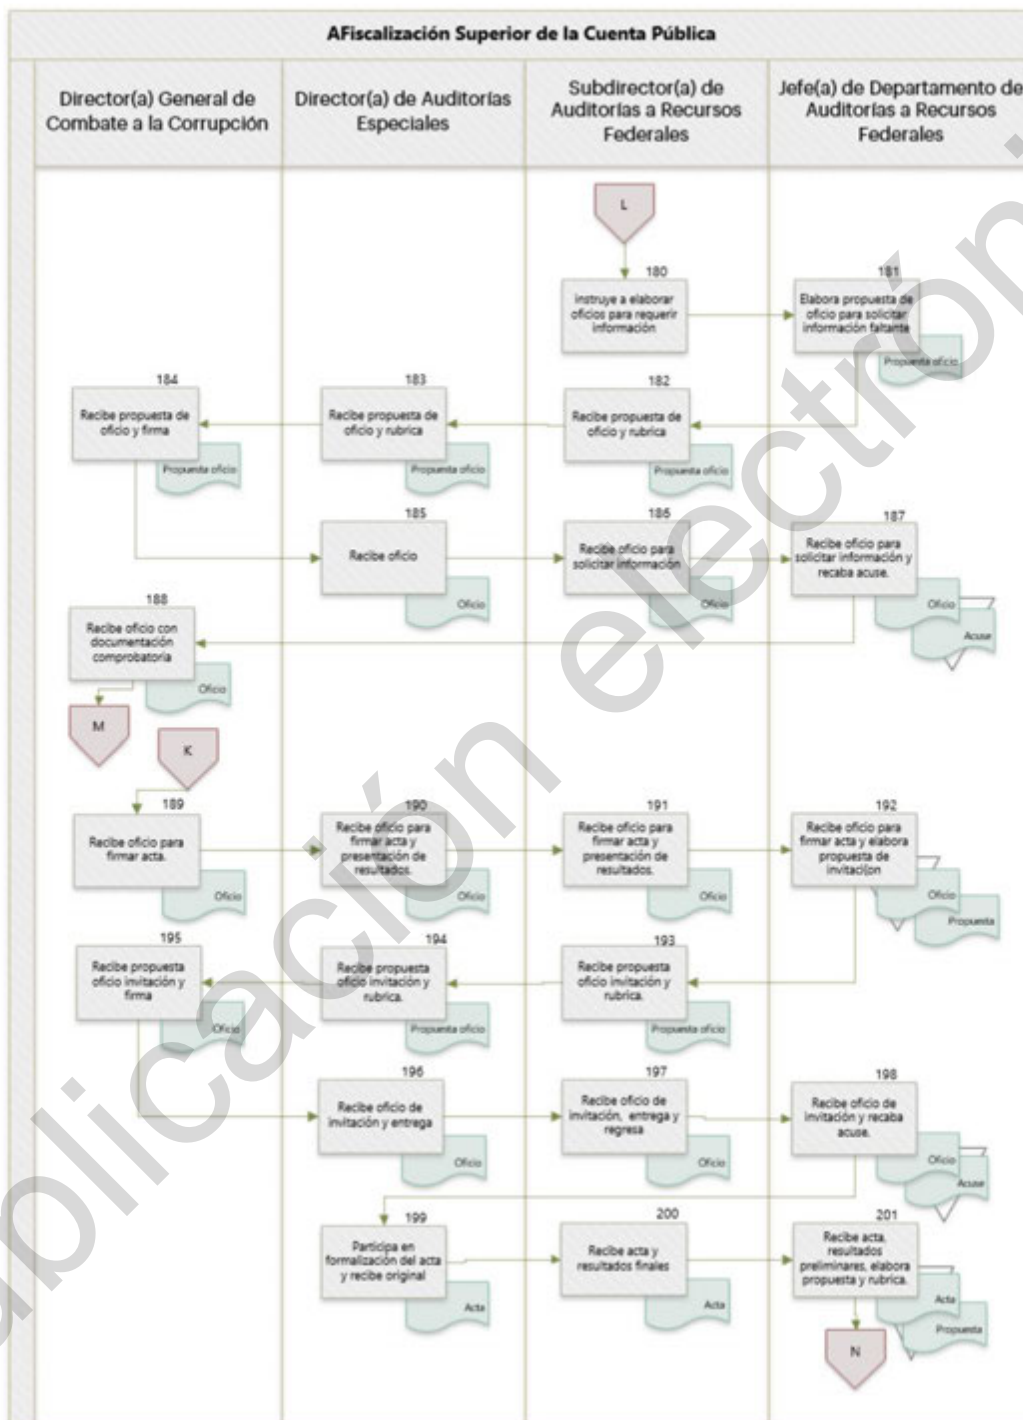 AFiscalización Superior de la Cuenta Pública
Director(a) General de
Combate a la Corrupción
Director(a) de Auditorías
Especiales
Subdirector(a) de
Auditorías a Recursos
Federales
Jefe(a) de Departamento de
Auditorías a Recursos
Federales
L
180
instruye a elaborar
oficios para requerir
información
181
Elabora propuesta de
oficio para solicitar
información faltante
Propuesta oficio
184
Recibe propuesta de
oficio y firma
Propuesta oficio
183
Recibe propuesta de
oficio y rubrica
Propuesta oficio
182
Recibe propuesta de
oficio y rubrica
Propuesta oficio
185
Recibe oficio
Oficio
186
Recibe oficio para
solicitar información
Oficio
187
Recibe oficio para
solicitar información y
recaba acuse.
Oficio
Acuse
188
Recibe oficio con
documentación
comprobatoria
Oficio
M
K
189
Recibe oficio para
firmar acta.
Oficio
190
Recibe oficio para
firmar acta y
presentación de
resultados.
Oficio
191
Recibe oficio para
firmar acta y
presentación de
resultados.
Oficio
192
Recibe oficio para
firmar acta y elabora
propuesta de
invitaci{on
Oficio
Propuesta
195
Recibe propuesta
oficio invitación y
firma
Oficio
194
Recibe propuesta
oficio invitación y
rubrica.
Propuesta oficio
193
Recibe propuesta
oficio invitación y
rubrica.
Propuesta oficio
196
Recibe oficio de
invitación y entrega
Oficio
197
Recibe oficio de
invitación, entrega y
regresa
Oficio
198
Recibe oficio de
invitación y recaba
acuse.
Oficio
Acuse
199
Participa en
formalización del acta
y recibe original
Acta
200
Recibe acta y
resultados finales
Acta
201
Recibe acta,
resultados
preliminares, elabora
propuesta y rubrica.
Acta
Propuesta
N
ublicación electróni